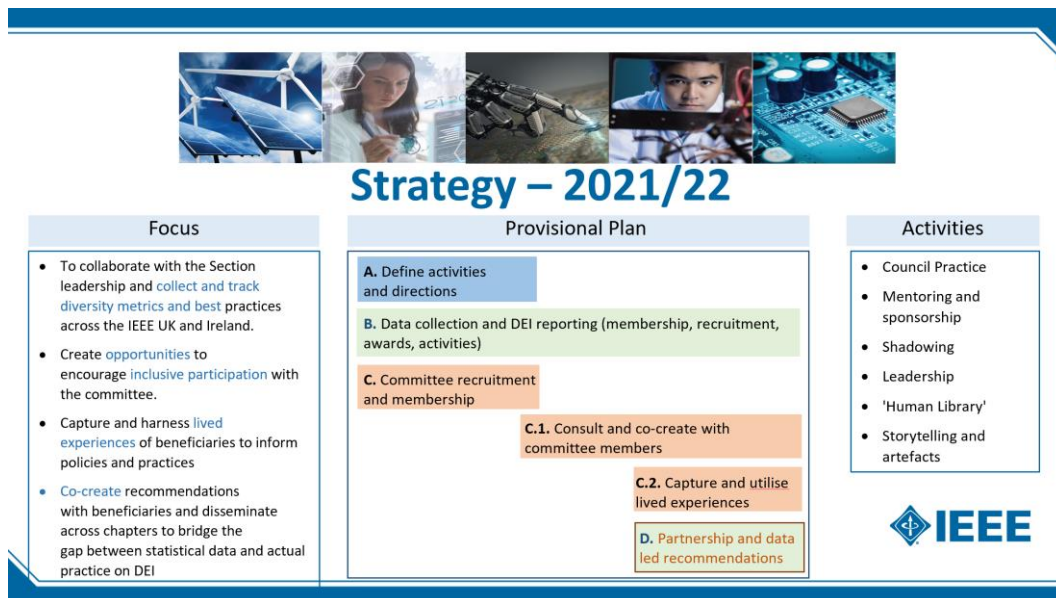 Strategy – 2021/22
Focus
To collaborate with the Section
leadership and collect and track
diversity metrics and best practices
across the IEEE UK and Ireland.
Create opportunities to
encourage inclusive participation with
the committee.
Capture and harness lived
experiences of beneficiaries to inform
policies and practices
Co-create recommendations
with beneficiaries and disseminate
across chapters to bridge the
gap between statistical data and actual
practice on DEI
Provisional Plan
A. Define activities
and directions
B. Data collection and DEI reporting (membership, recruitment,
awards, activities)
C. Committee recruitment
and membership
C.1. Consult and co-create with
committee members
C.2. Capture and utilise
lived experiences
D. Partnership and data
led recommendations
Activities
Council Practice
Mentoring and
sponsorship
Shadowing
Leadership
'Human Library'
Storytelling and
artefacts
IEEE